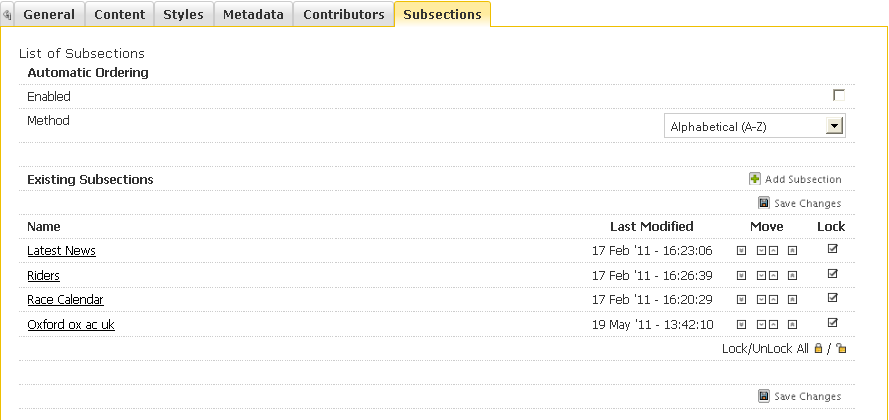 General Content Styles Metadata Contributors Subsections
List of Subsections
Automatic Ordering
Enabled
Method Alphabetical (A-Z)
Existing Subsections Add Subsection
Save Changes
Name Last Modified Move Lock
Latest News 17 Feb '11 - 16:23:06
Riders 17 Feb '11 - 16:26:39
Race Calendar 17 Feb '11 - 16:20:29
Oxford ox ac uk 19 May '11 - 13:42:10
Lock/UnLock All /
Save Changes